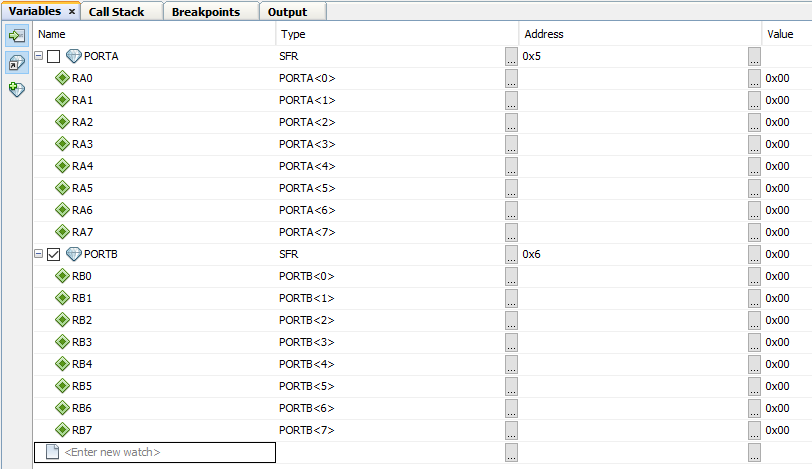 Variables × Call Stack Breakpoints Output
Name Type Address Value
PORTA SFR ... 0x5 ...
RA0 PORTA<0> ... ... 0x00
RA1 PORTA<1> ... ... 0x00
RA2 PORTA<2> ... ... 0x00
RA3 PORTA<3> ... ... 0x00
RA4 PORTA<4> ... ... 0x00
RA5 PORTA<5> ... ... 0x00
RA6 PORTA<6> ... ... 0x00
RA7 PORTA<7> ... ... 0x00
PORTB SFR ... 0x6 ...
RB0 PORTB<0> ... ... 0x00
RB1 PORTB<1> ... ... 0x00
RB2 PORTB<2> ... ... 0x00
RB3 PORTB<3> ... ... 0x00
RB4 PORTB<4> ... ... 0x00
RB5 PORTB<5> ... ... 0x00
RB6 PORTB<6> ... ... 0x00
RB7 PORTB<7> ... ... 0x00
<Enter new watch> ... ...